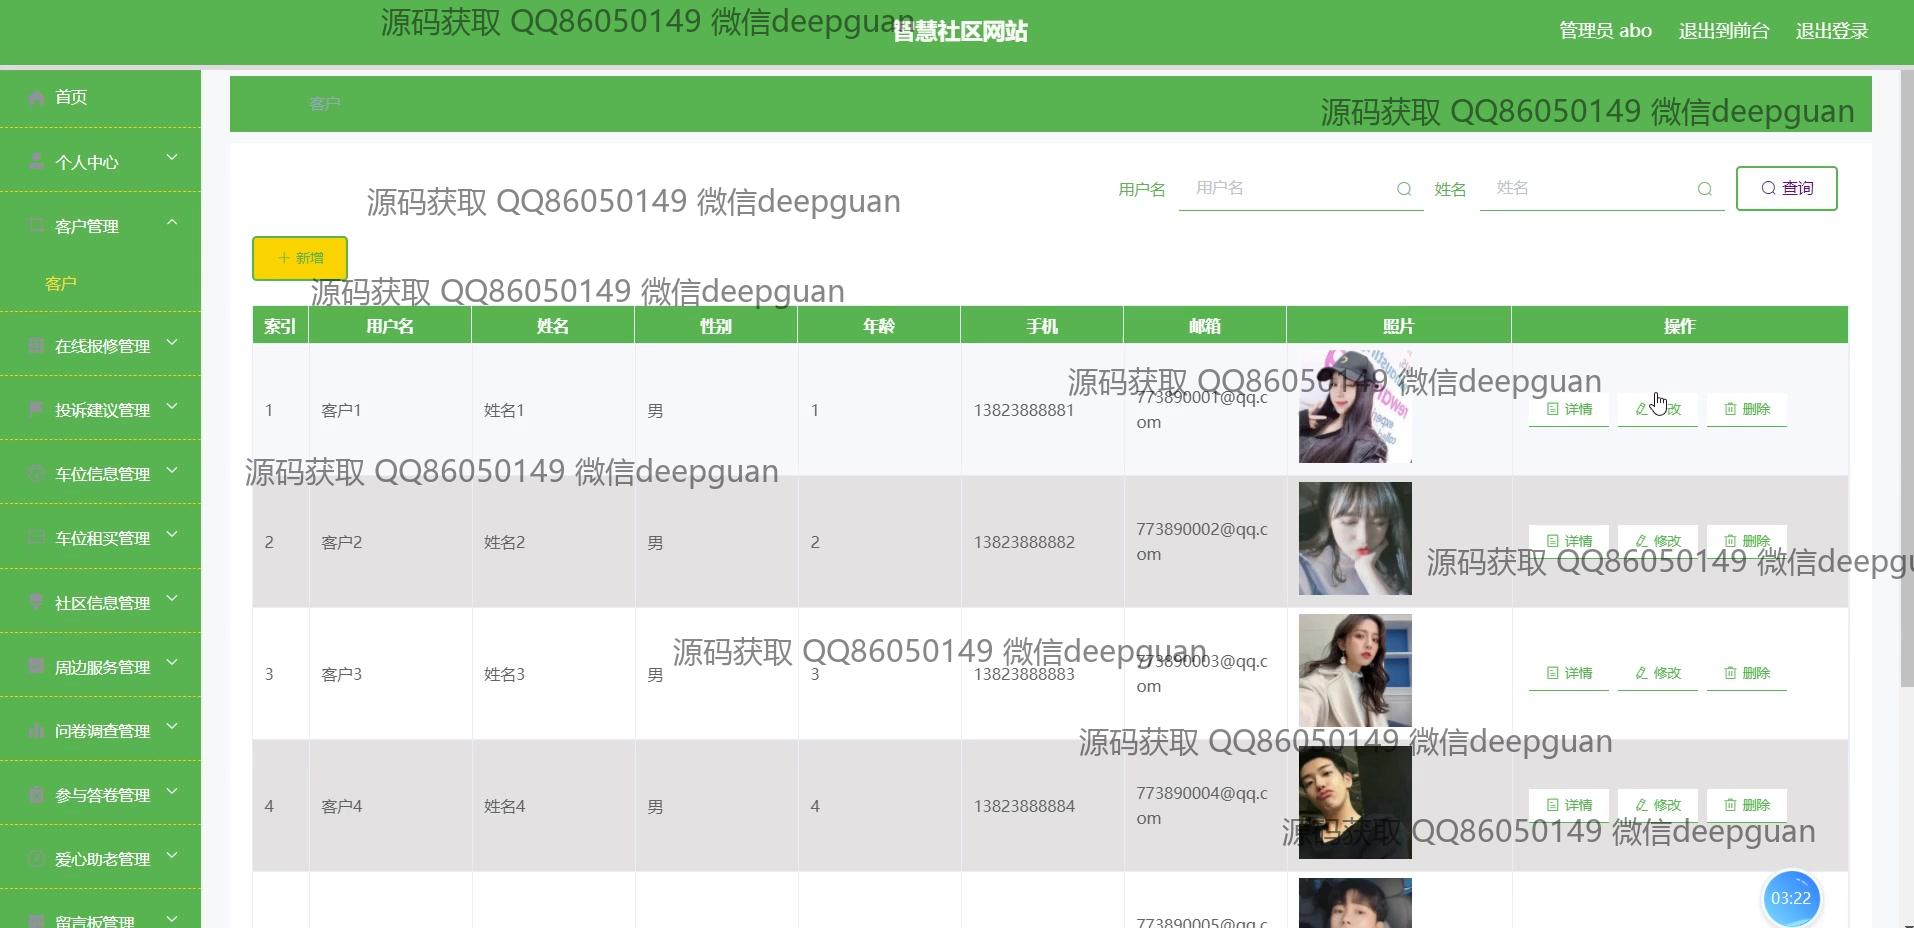 源码获取 QQ86050149 微信deepguan
智慧社区网站
管理员 abo 退出到前台 退出登录
首页
个人中心
客户管理
客户
在线报修管理
投诉建议管理
车位信息管理
车位租买管理
社区信息管理
周边服务管理
问卷调查管理
参与答卷管理
爱心助老管理
留言板管理
客户
源码获取 QQ86050149 微信deepguan
源码获取 QQ86050149 微信deepguan
用户名 用户名 姓名 姓名 查询
新增
源码获取 QQ86050149 微信deepguan
索引 用户名 姓名 性别 年龄 手机 邮箱 照片 操作
源码获取 QQ86050149 微信deepguan
1 客户1 姓名1 男 1 13823888881 773890001@qq.c
om
详情 改 删除
源码获取 QQ86050149 微信deepguan
2 客户2 姓名2 男 2 13823888882 773890002@qq.c
om
详情 修改 删除
源码获取 QQ86050149 微信deepgu
源码获取 QQ86050149 微信deepguan
3 客户3 姓名3 男 3 13823888883 773890003@qq.c
om
详情 修改 删除
源码获取 QQ86050149 微信deepguan
4 客户4 姓名4 男 4 13823888884 773890004@qq.c
om
详情 修改 删除
源码获取 QQ86050149 微信deepguan
773890005@qq.c
03:22